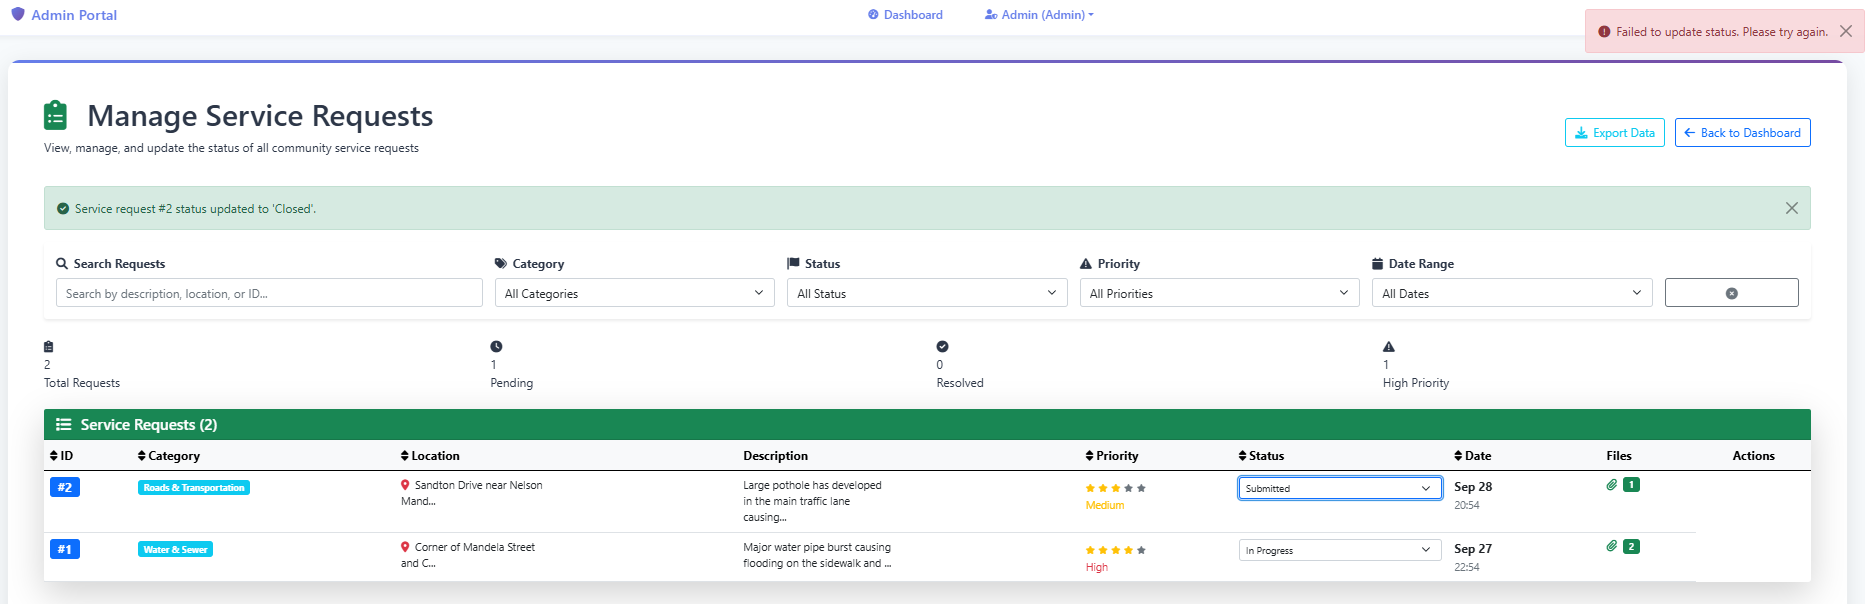 Admin Portal
Dashboard
Admin (Admin)
Failed to update status. Please try again.
Manage Service Requests
View, manage, and update the status of all community service requests
Export Data
Back to Dashboard
Service request #2 status updated to 'Closed'.
Search Requests
Category
Status
Priority
Date Range
Search by description, location, or ID...
All Categories
All Status
All Priorities
All Dates
2
Total Requests
1
Pending
0
Resolved
1
High Priority
Service Requests (2)
ID
Category
Location
Description
Priority
Status
Date
Files
Actions
#2
Roads & Transportation
Sandton Drive near Nelson
Mand...
Large pothole has developed
in the main traffic lane
causing...
Medium
Submitted
Sep 28
20:54
1
#1
Water & Sewer
Corner of Mandela Street
and C...
Major water pipe burst causing
flooding on the sidewalk and ...
High
In Progress
Sep 27
22:54
2